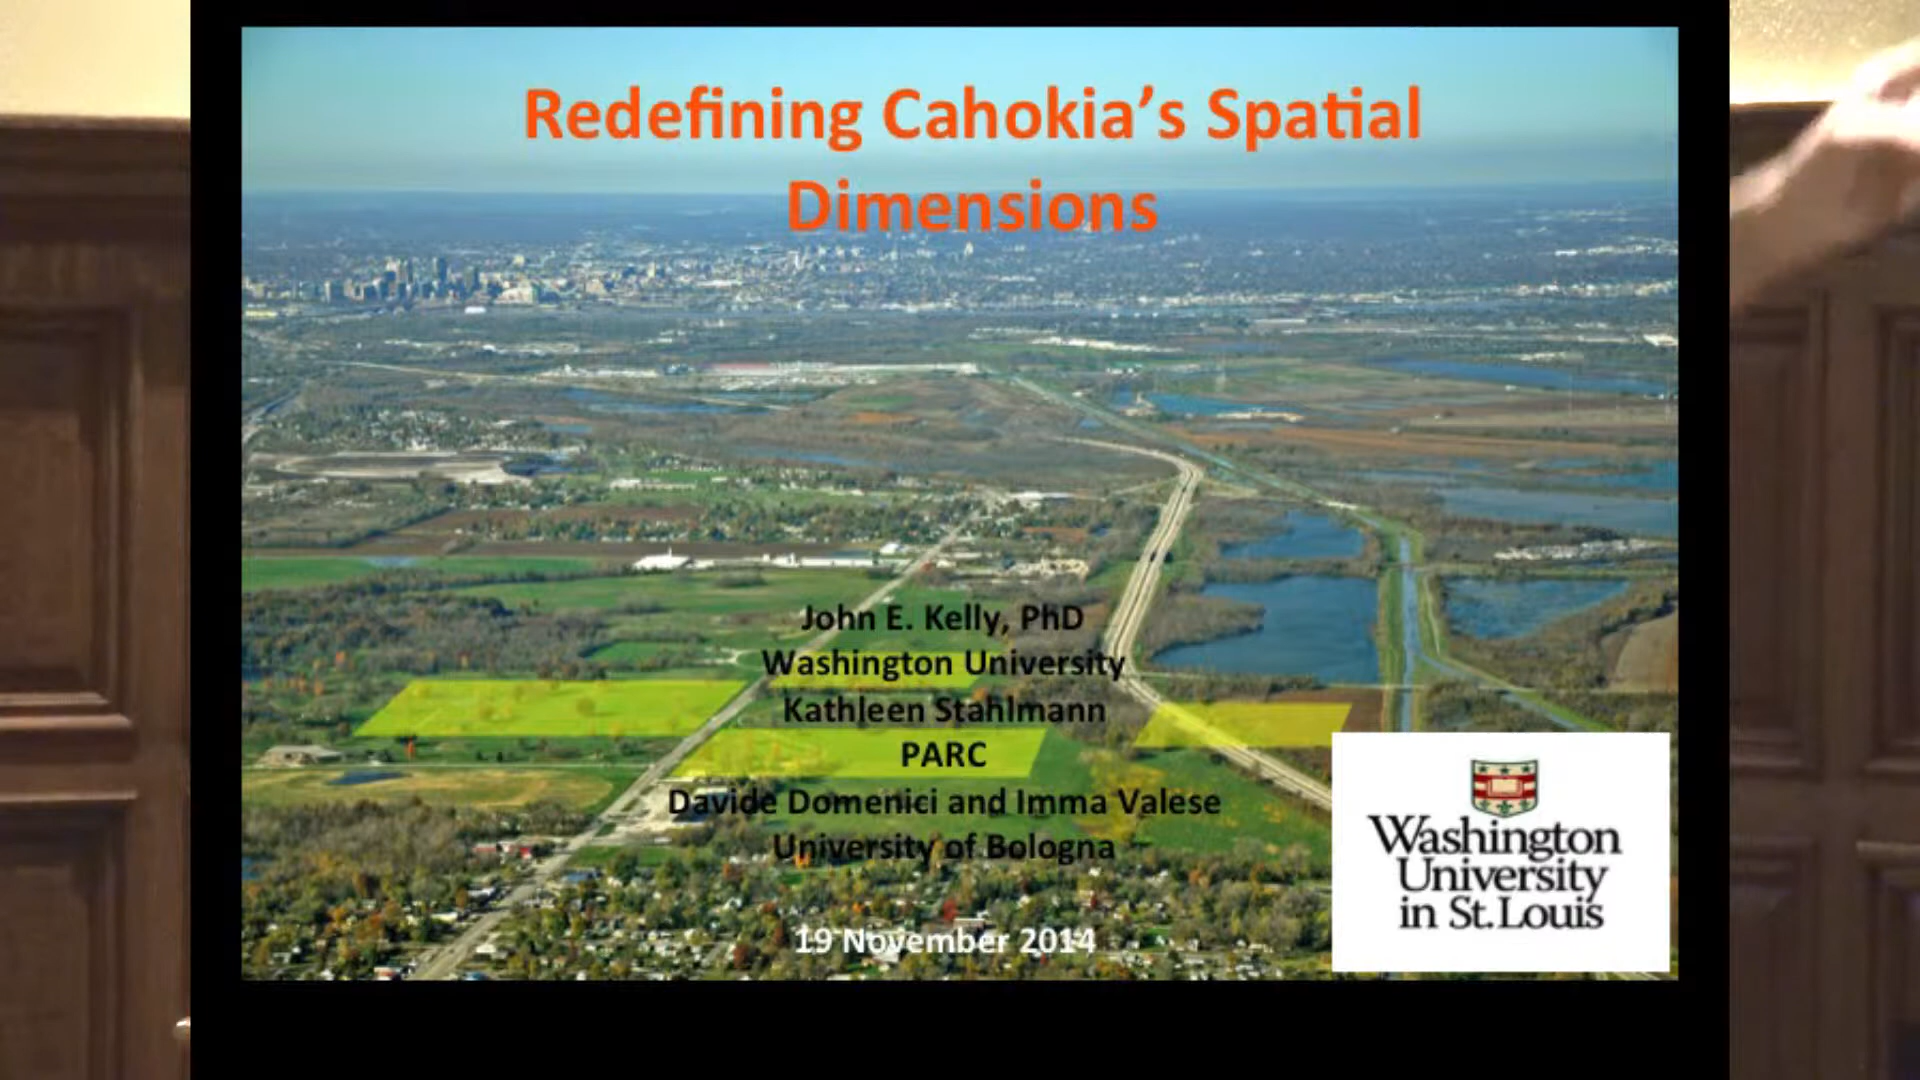 Redefining Cahokia's Spatial
Dimensions
John E. Kelly, PhD
Washington University
Kathleen Stahlmann
PARC
Davide Domenici and Imma Valese
University of Bologna
19 November 2014
Washington
University
in St. Louis